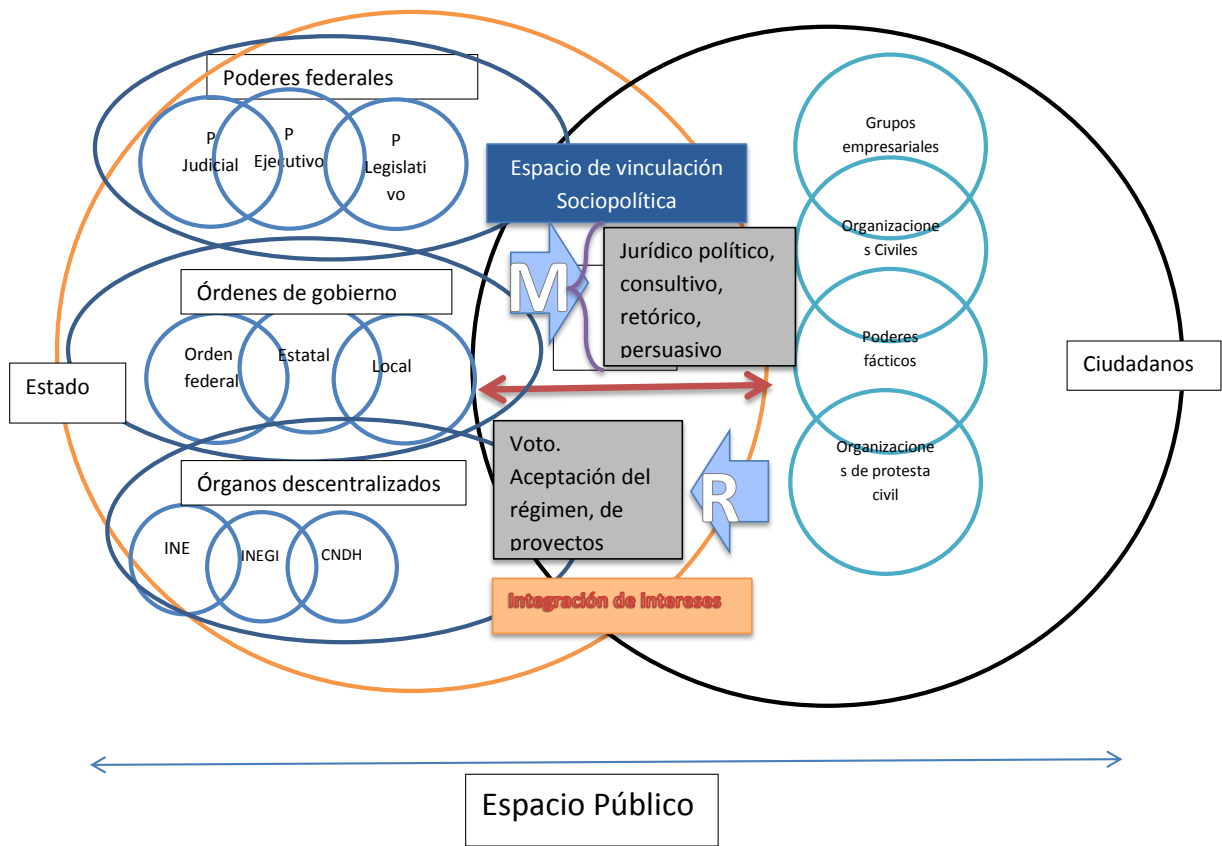 Poderes federales
P
Judicial
P
Ejecutivo
P
Legislati
vo
Espacio de vinculación
Sociopolítica
Grupos
empresariales
Organizacione
s Civiles
M
Jurídico político,
consultivo,
retórico,
persuasivo
Órdenes de gobierno
Orden
federal
Estatal
Local
Poderes
fácticos
Estado
Ciudadanos
Voto.
Aceptación del
régimen, de
proyectos
R
Organizacione
s de protesta
civil
Órganos descentralizados
INE
INEGI
CNDH
Integración de intereses
Espacio Público